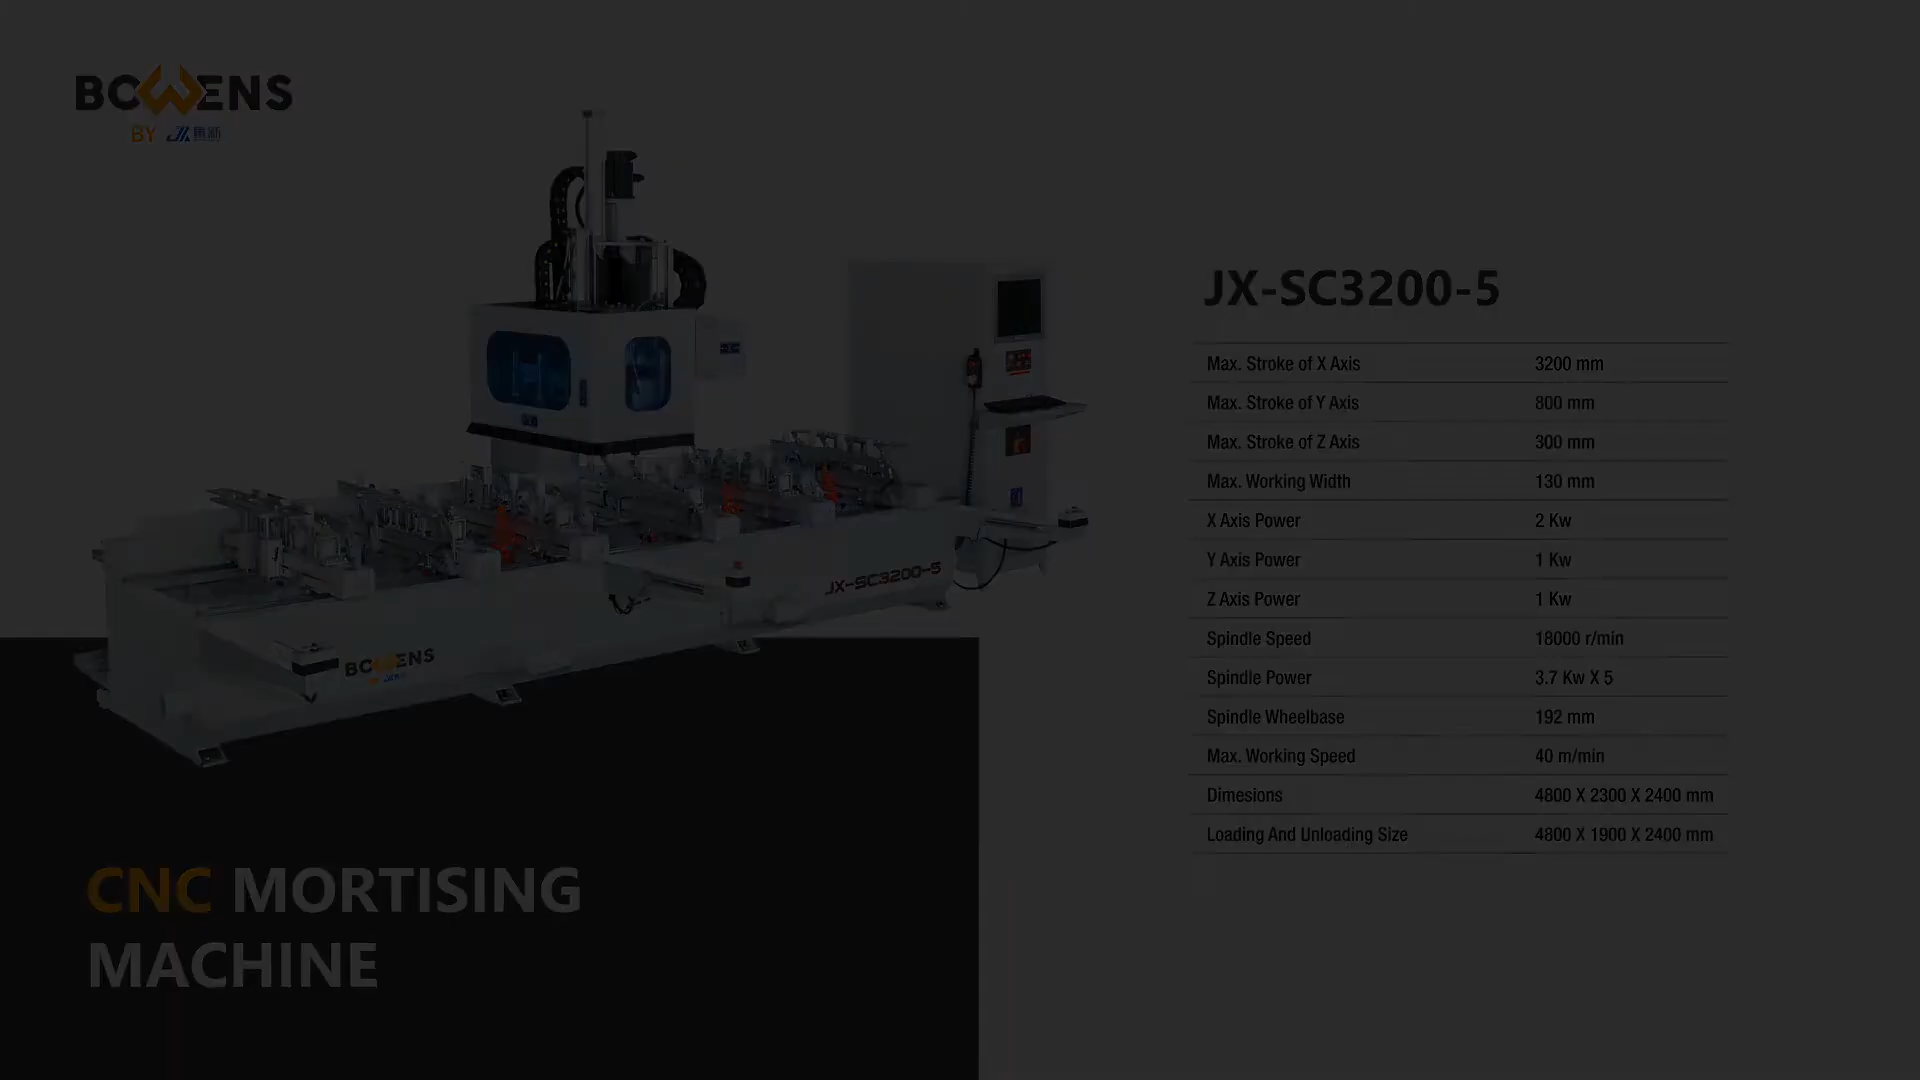 BOWENS
BY JX
JX-SC3200-5
BOWENS
JX-SC3200-5
Max. Stroke of X Axis 3200 mm
Max. Stroke of Y Axis 800 mm
Max. Stroke of Z Axis 300 mm
Max. Working Width 130 mm
X Axis Power 2 Kw
Y Axis Power 1 Kw
Z Axis Power 1 Kw
Spindle Speed 18000 r/min
Spindle Power 3.7 Kw X 5
Spindle Wheelbase 192 mm
Max. Working Speed 40 m/min
Dimesions 4800 X 2300 X 2400 mm
Loading And Unloading Size 4800 X 1900 X 2400 mm
CNC MORTISING
MACHINE